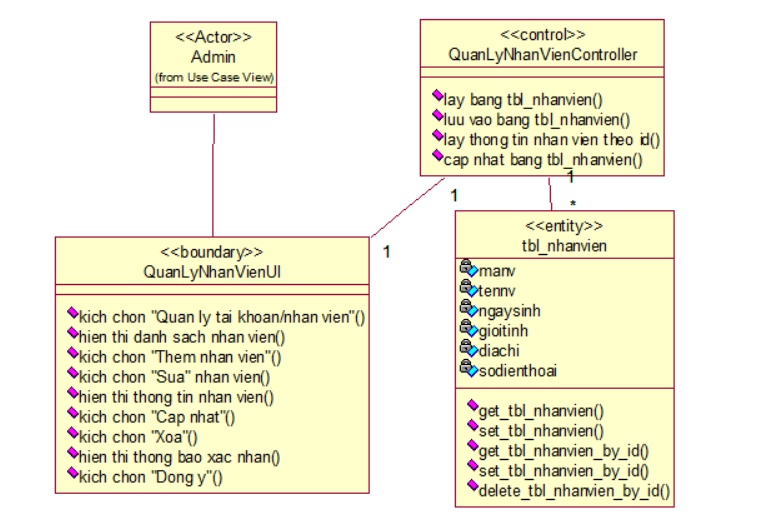 <<Actor>>
Admin
(from Use Case View)
<<control>>
QuanLyNhanVienController
lay bang tbl_nhanvien()
luu vao bang tbl_nhanvien()
lay thong tin nhan vien theo id()
cap nhat bang tbl_nhanvien()
1
1
1
*
<<boundary>>
QuanLyNhanVienUI
kich chon "Quan ly tai khoan/nhan vien"()
hien thi danh sach nhan vien()
kich chon "Them nhan vien"()
kich chon "Sua" nhan vien()
hien thi thong tin nhan vien()
kich chon "Cap nhat"()
kich chon "Xoa"()
hien thi thong bao xac nhan()
kich chon "Dong y"()
<<entity>>
tbl_nhanvien
manv
tennv
ngaysinh
gioitinh
diachi
sodienthoai
get_tbl_nhanvien()
set_tbl_nhanvien()
get_tbl_nhanvien_by_id()
set_tbl_nhanvien_by_id()
delete_tbl_nhanvien_by_id()